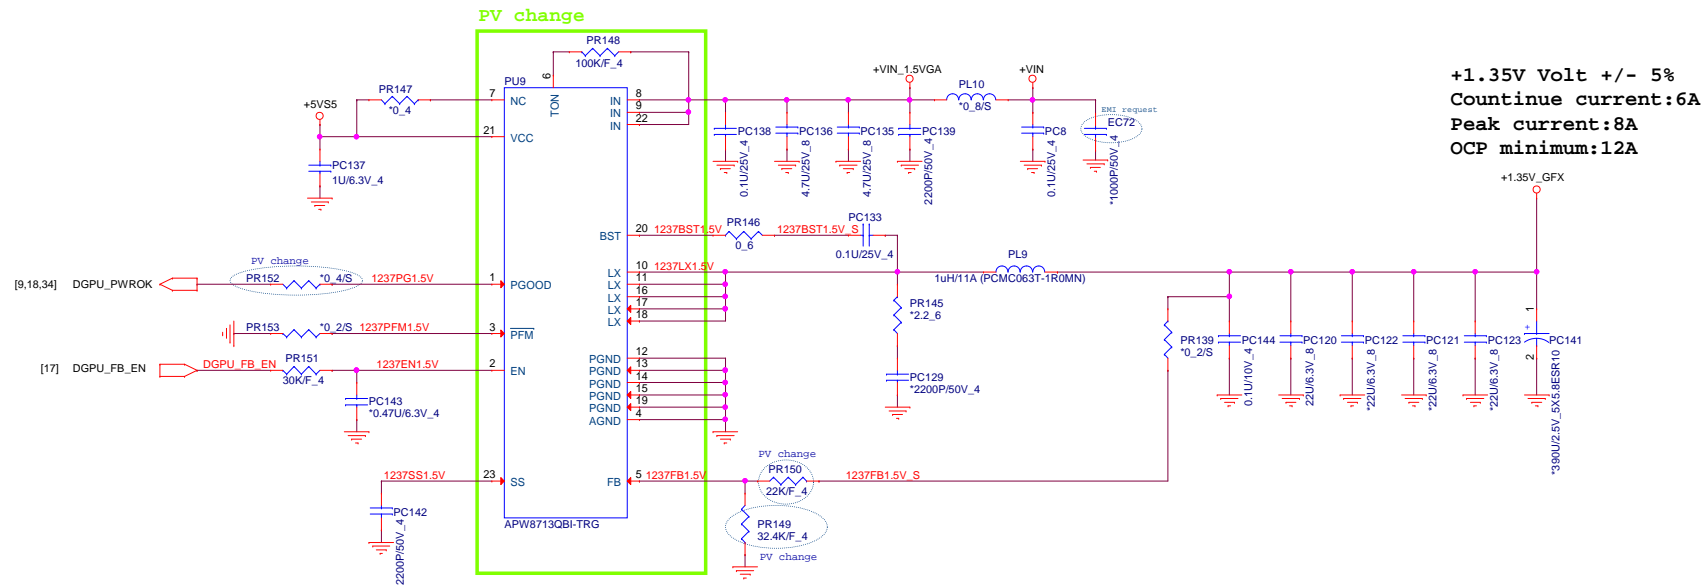 PV change
PR148
100K/F_4
6
TON
PU9
+5VS5
PR147
*0_4
7
NC
21
VCC
PC137
1U/6.3V_4
IN
8
IN
9
IN
22
+VIN_1.5VGA
PL10
*0_8/S
+VIN
EMI request
EC72
*1000P/50V_4
PC138
0.1U/25V_4
PC136
4.7U/25V_8
PC135
4.7U/25V_8
PC139
2200P/50V_4
PC8
0.1U/25V_4
+1.35V Volt +/- 5%
Countinue current:6A
Peak current:8A
OCP minimum:12A
+1.35V_GFX
BST
20
1237BST1.5V
PR146
0_6
1237BST1.5V_S
PC133
0.1U/25V_4
PV change
[9,18,34]
DGPU_PWROK
PR152
*0_4/S
1237PG1.5V
1
PGOOD
LX
10
1237LX1.5V
LX
11
LX
16
LX
17
LX
18
PL9
1uH/11A (PCMC063T-1R0MN)
PR145
*2.2_6
PC129
*2200P/50V_4
PR153
*0_2/S
1237PFM1.5V
3
PFM
[17]
DGPU_FB_EN
DGPU_FB_EN
PR151
30K/F_4
1237EN1.5V
2
EN
PC143
*0.47U/6.3V_4
PGND
12
PGND
13
PGND
14
PGND
15
PGND
19
AGND
4
PR139
*0_2/S
PC144
0.1U/10V_4
PC120
22U/6.3V_8
PC122
*22U/6.3V_8
PC121
*22U/6.3V_8
PC123
*22U/6.3V_8
1
+
PC141
2
*390U/2.5V_5X5.8ESR10
1237SS1.5V
23
SS
PC142
2200P/50V_4
FB
5
1237FB1.5V
PV change
PR150
22K/F_4
1237FB1.5V_S
PR149
32.4K/F_4
PV change
APW8713QBI-TRG